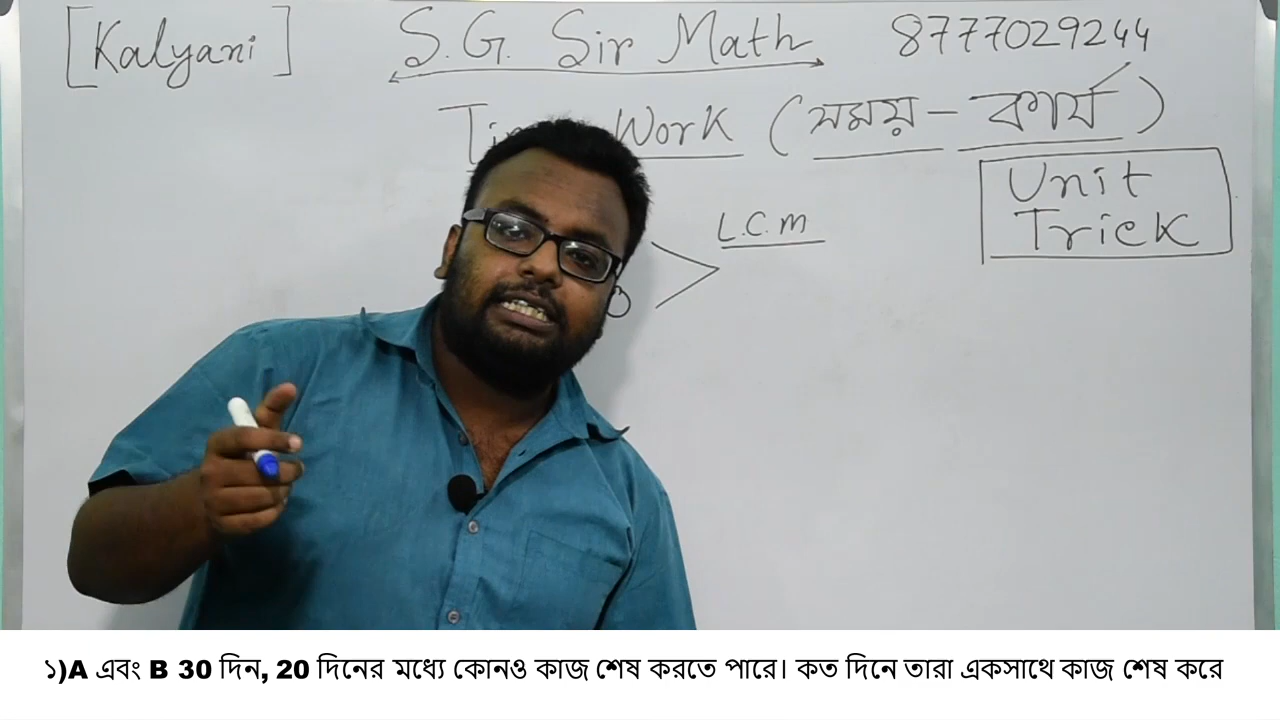 [Kalyani] S.G. Sir Math 8777029244
Work (সময় - কার্য)
Unit
Trick
L.C.M
১)A এবং B 30 দিন, 20 দিনের মধ্যে কোনও কাজ শেষ করতে পারে। কত দিনে তারা একসাথে কাজ শেষ করে